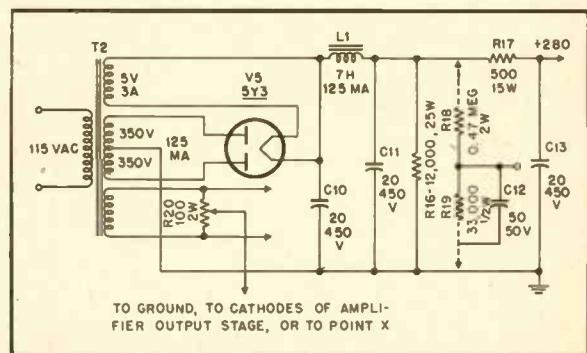 T2
115 VAC
5V
3A
350V
350V
125
MA
V5
5Y3
R20
100
2W
L1
7H
125 MA
C10
20
450
V
C11
20
450
V
R16-12,000, 25W
R18
0.47 MEG
2W
R19
33,000
1/2W
C12
50
50V
R17
500
15W
+280
C13
20
450
V
TO GROUND, TO CATHODES OF AMPLI-
FIER OUTPUT STAGE, OR TO POINT X